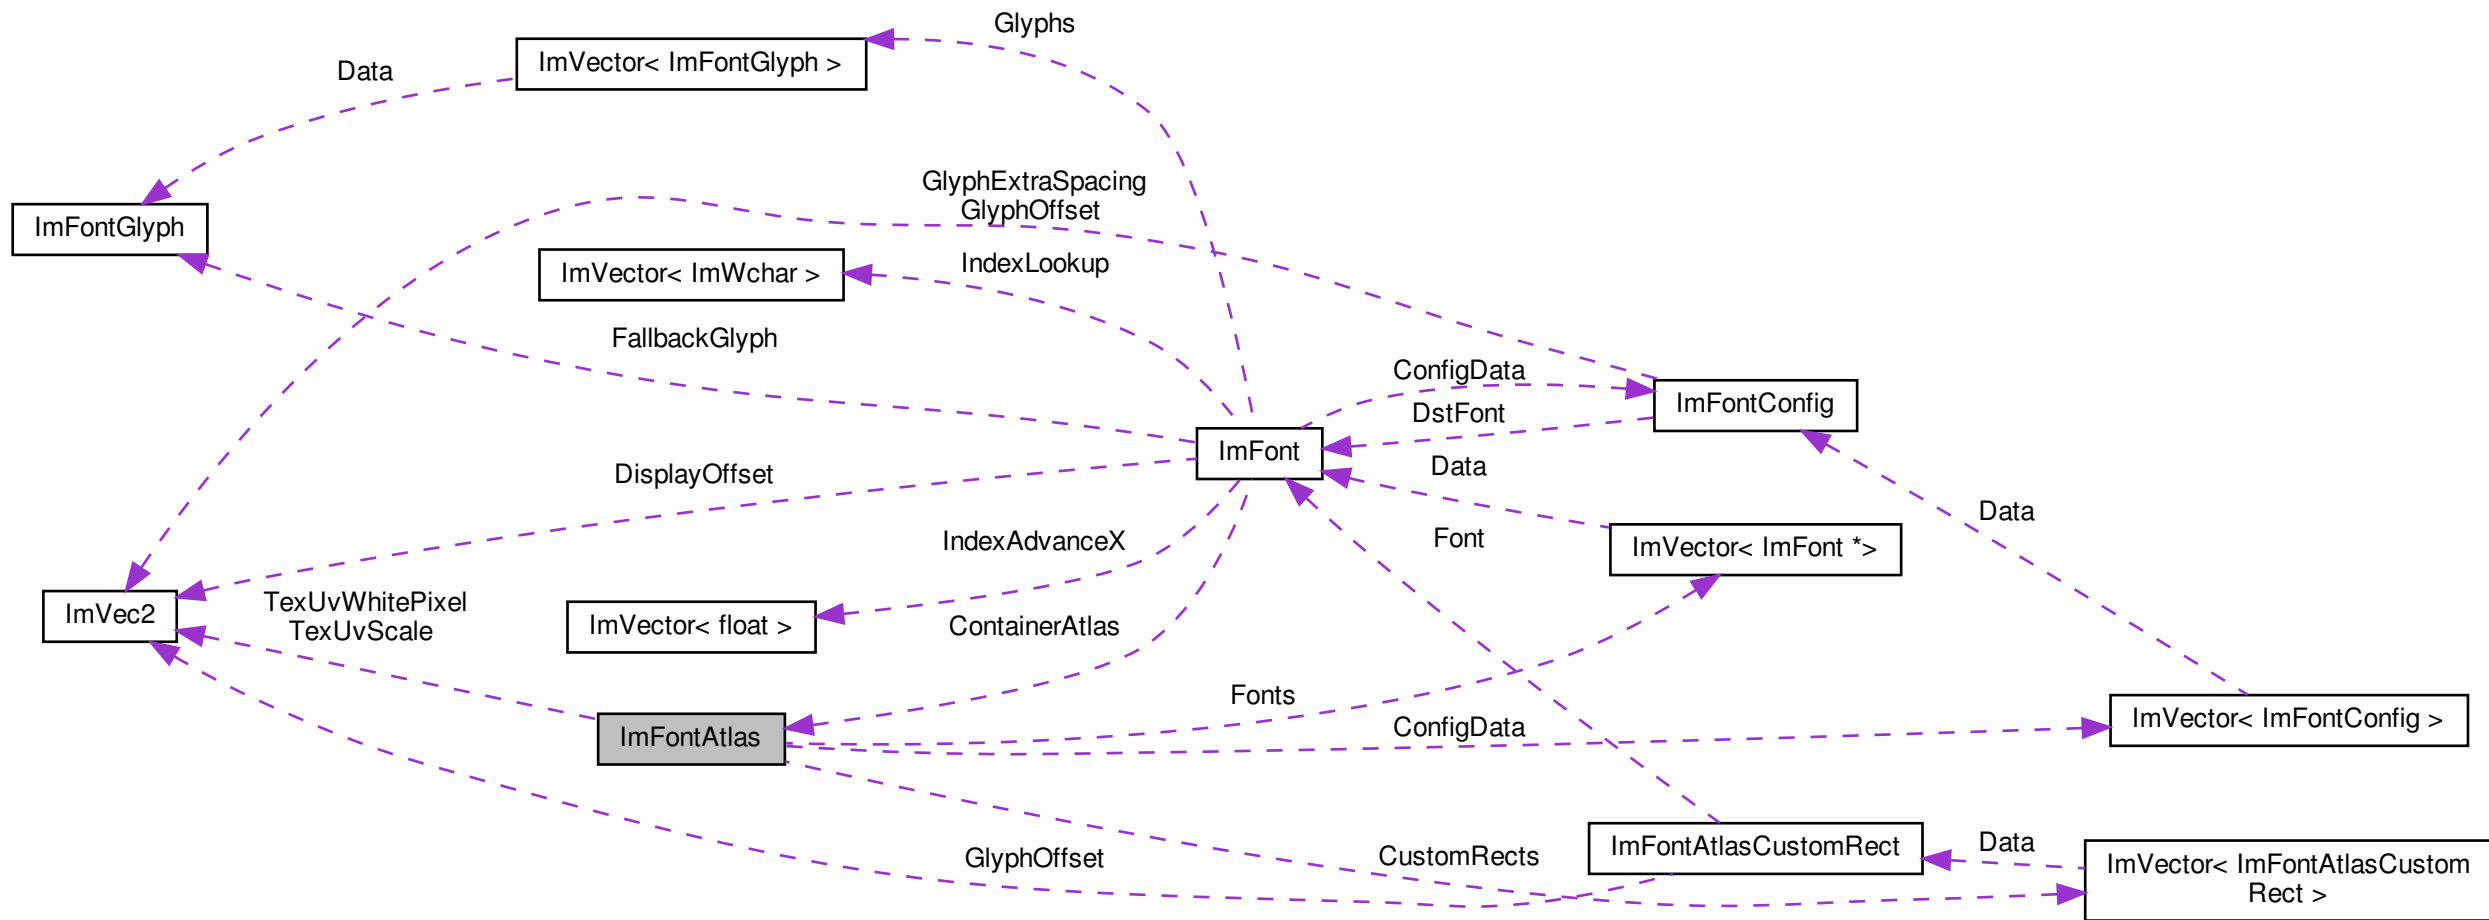 Glyphs
ImVector< ImFontGlyph >
Data
GlyphExtraSpacing
GlyphOffset
ImFontGlyph
ImVector< ImWchar >
IndexLookup
FallbackGlyph
ConfigData
ImFontConfig
DstFont
ImFont
Data
DisplayOffset
Data
Font
IndexAdvanceX
ImVector< ImFont *>
TexUvWhitePixel
TexUvScale
ImVec2
ImVector< float >
ContainerAtlas
Fonts
ImVector< ImFontConfig >
ImFontAtlas
ConfigData
ImFontAtlasCustomRect
Data
GlyphOffset
CustomRects
ImVector< ImFontAtlasCustom
Rect >